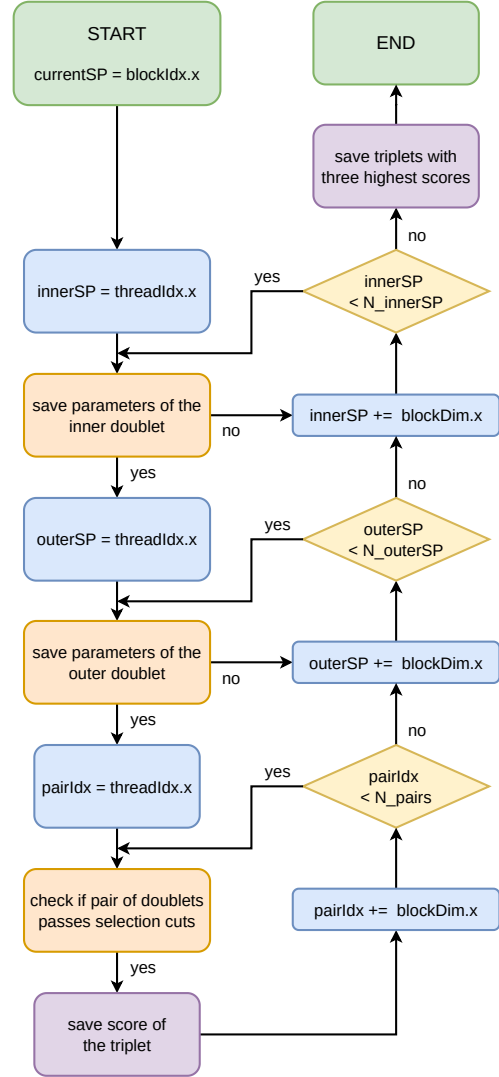 START
currentSP = blockIdx.x
END
save triplets with
three highest scores
no
innerSP = threadIdx.x
yes
innerSP
< N_innerSP
save parameters of the
inner doublet
no
innerSP += blockDim.x
yes
no
outerSP = threadIdx.x
yes
outerSP
< N_outerSP
save parameters of the
outer doublet
no
outerSP += blockDim.x
yes
no
pairIdx = threadIdx.x
yes
pairIdx
< N_pairs
check if pair of doublets
passes selection cuts
pairIdx += blockDim.x
yes
save score of
the triplet